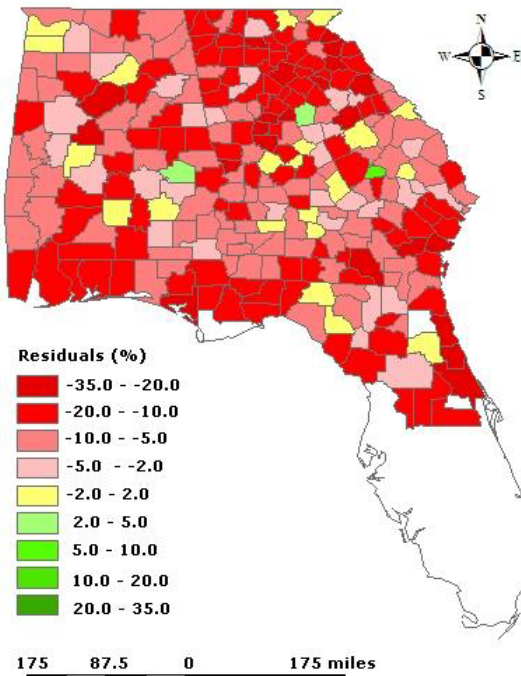 N
W E
S
Residuals (%)
-35.0 - -20.0
-20.0 - -10.0
-10.0 - -5.0
-5.0 - -2.0
-2.0 - 2.0
2.0 - 5.0
5.0 - 10.0
10.0 - 20.0
20.0 - 35.0
175 87.5 0 175 miles